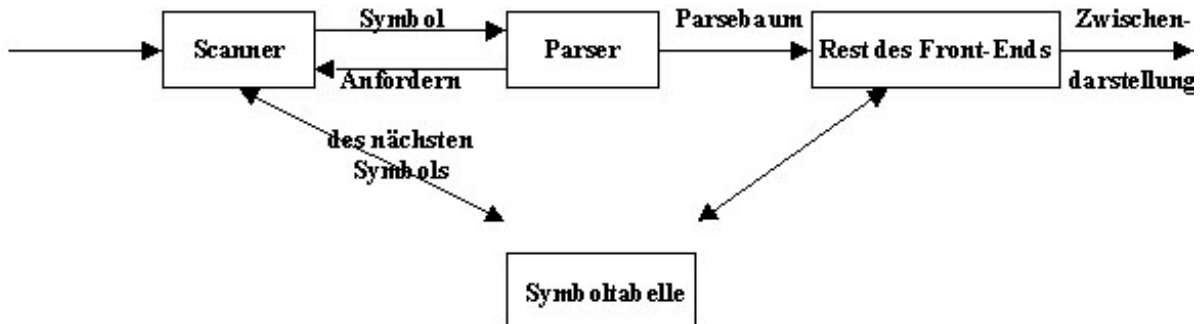 Symbol
Parsebaum
Zwischen-
Scanner
Parser
Rest des Front-Ends
Anfordern
darstellung
des nächsten
Symbols
Symboltabelle